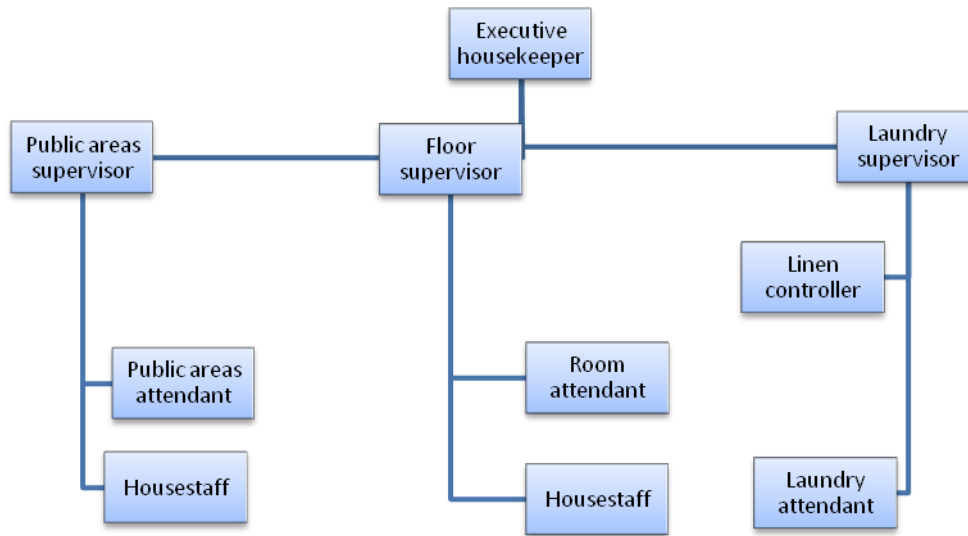 Executive
housekeeper
Public areas
supervisor
Floor
supervisor
Laundry
supervisor
Linen
controller
Public areas
attendant
Room
attendant
Housestaff
Housestaff
Laundry
attendant